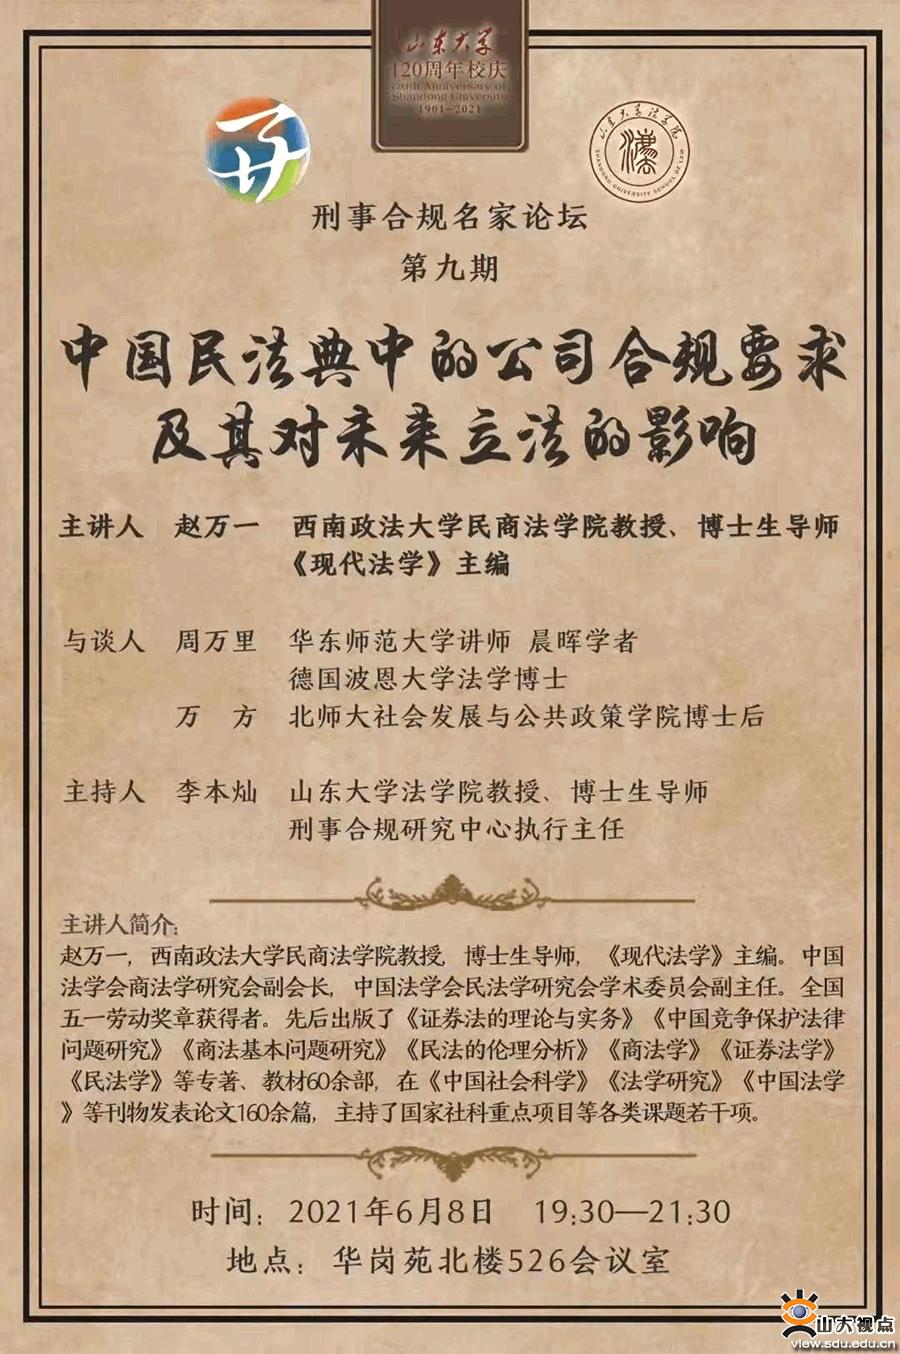 山东大学
120周年校庆
120th Anniversary of
Shandong University
1901—2021
山东大学法学院
SHANDONG UNIVERSITY SCHOOL OF LAW
刑事合规名家论坛
第九期
中国民法典中的公司合规要求
及其对未来立法的影响
主讲人 赵万一 西南政法大学民商法学院教授、博士生导师
《现代法学》主编
与谈人 周万里 华东师范大学讲师 晨晖学者
德国波恩大学法学博士
万 方 北师大社会发展与公共政策学院博士后
主持人 李本灿 山东大学法学院教授、博士生导师
刑事合规研究中心执行主任
主讲人简介:
赵万一，西南政法大学民商法学院教授，博士生导师，《现代法学》主编。中国
法学会商法学研究会副会长，中国法学会民法学研究会学术委员会副主任。全国
五一劳动奖章获得者。先后出版了《证券法的理论与实务》《中国竞争保护法律
问题研究》《商法基本问题研究》《民法的伦理分析》《商法学》《证券法学》
《民法学》等专著、教材60余部，在《中国社会科学》《法学研究》《中国法学
》等刊物发表论文160余篇，主持了国家社科重点项目等各类课题若干项。
时间：2021年6月8日 19:30—21:30
地点：华岗苑北楼526会议室
山大视点
view.sdu.edu.cn